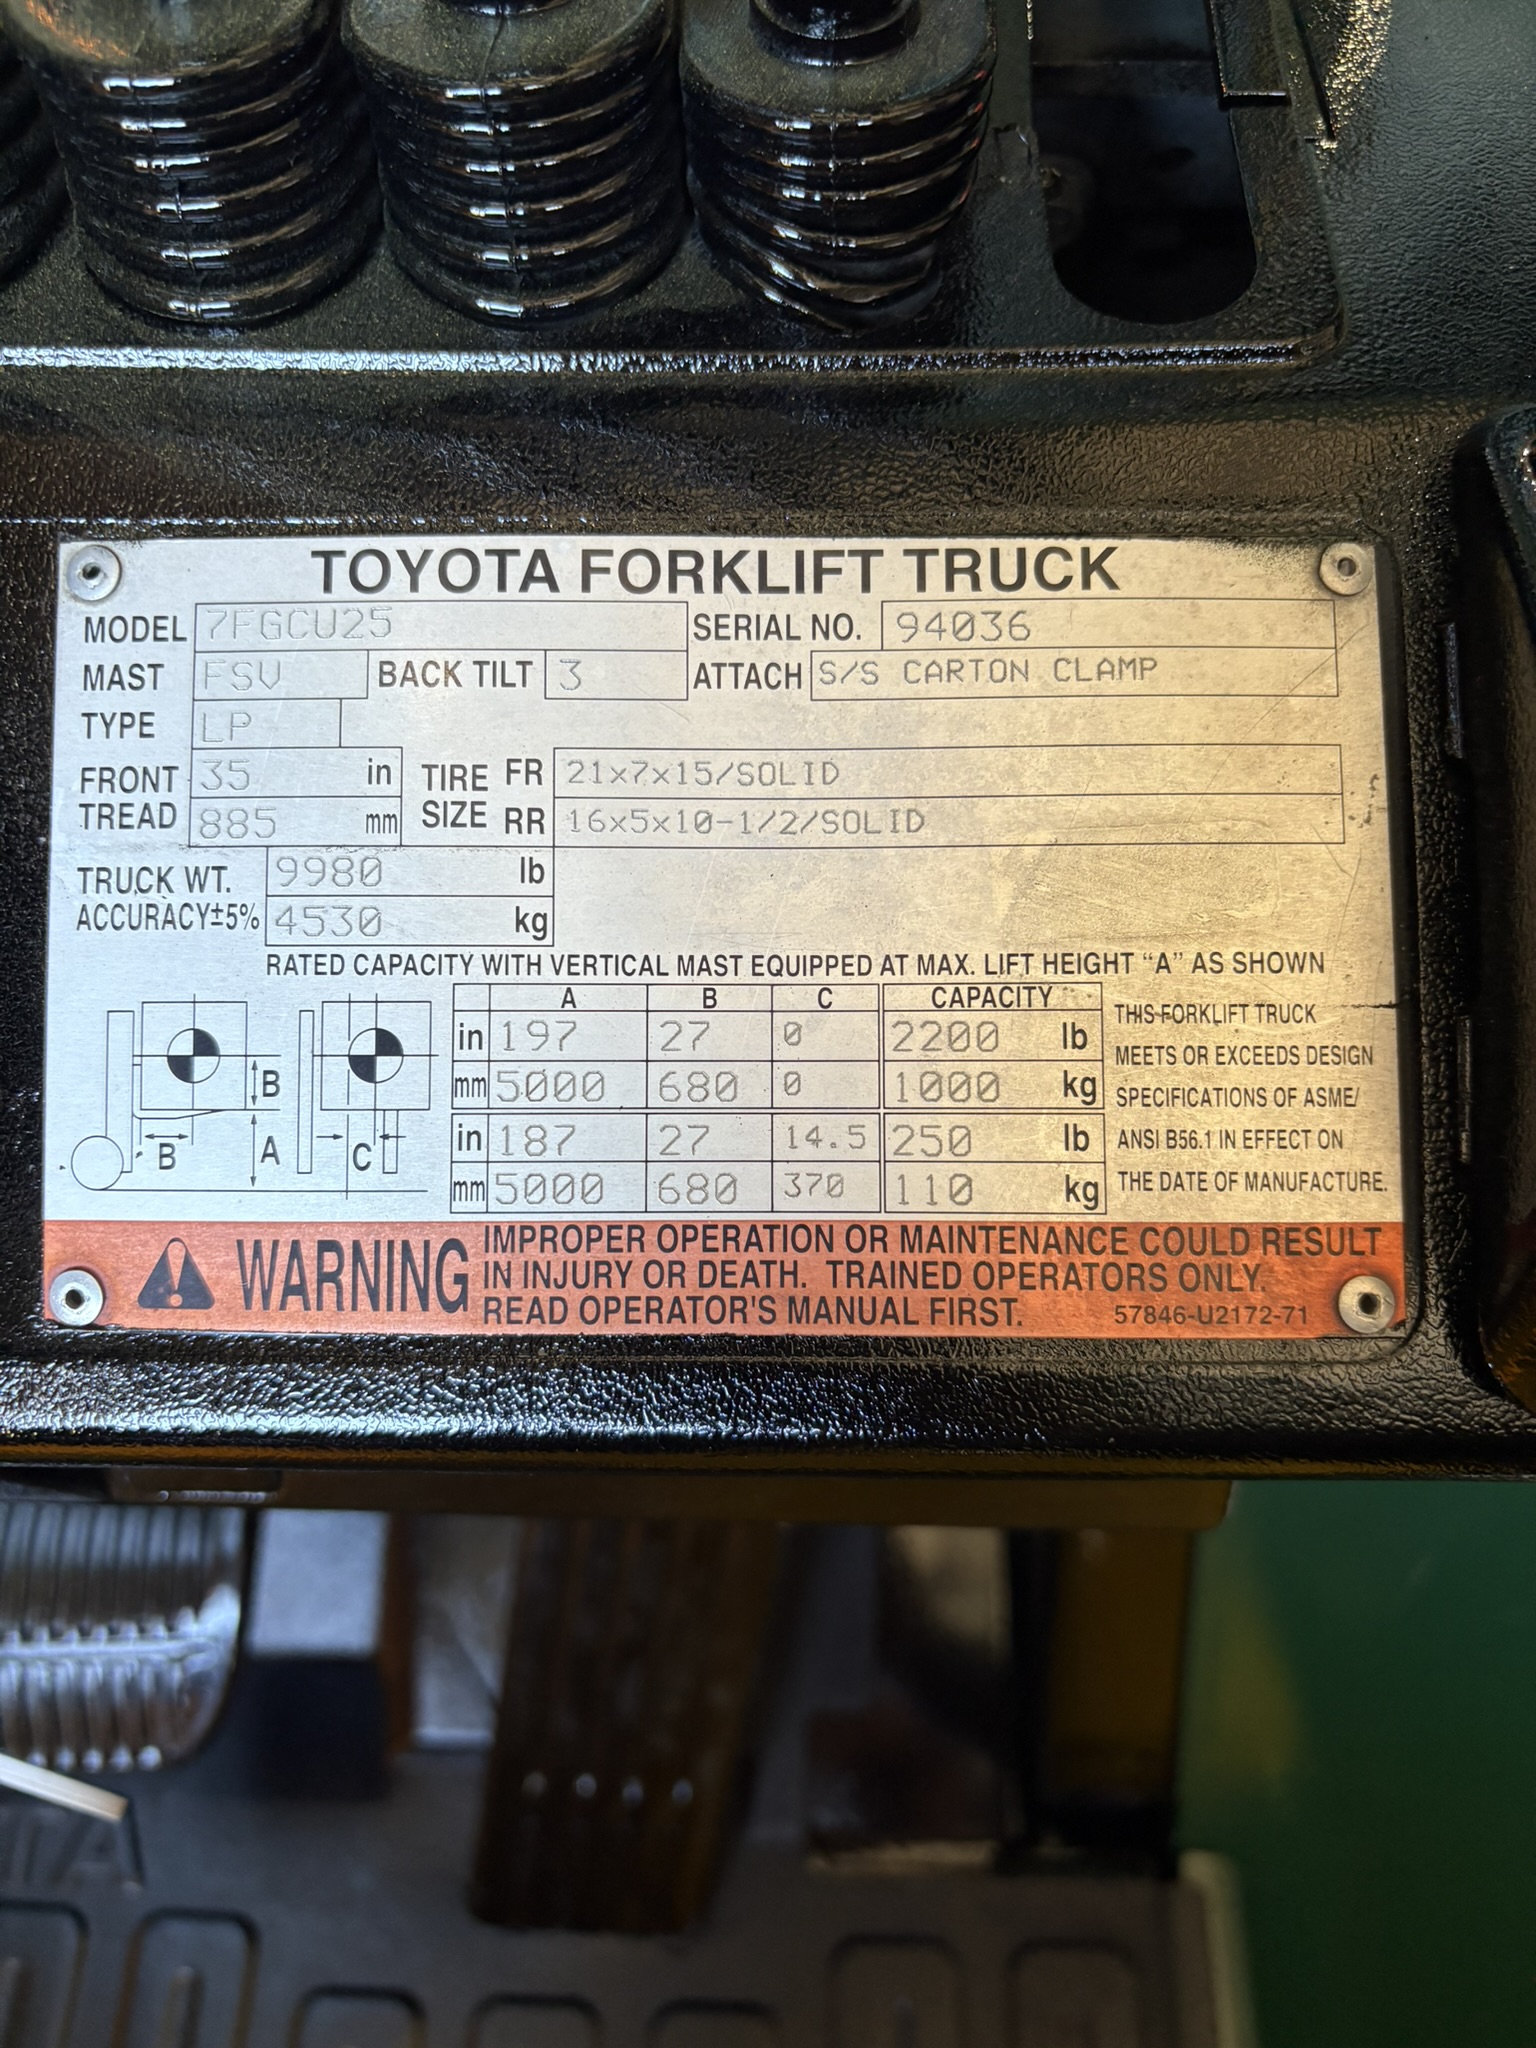 TOYOTA FORKLIFT TRUCK
MODEL 7FGCU25 SERIAL NO. 94036
MAST FSV BACK TILT 3 ATTACH S/S CARTON CLAMP
TYPE LP
FRONT TREAD 35 in TIRE SIZE FR 21x7x15/SOLID
885 mm RR 16x5x10-1/2/SOLID
TRUCK WT. 9980 lb
ACCURACY±5% 4530 kg
RATED CAPACITY WITH VERTICAL MAST EQUIPPED AT MAX. LIFT HEIGHT "A" AS SHOWN
A B C CAPACITY
in 197 27 0 2200 lb
mm 5000 680 0 1000 kg
in 187 27 14.5 250 lb
mm 5000 680 370 110 kg
B
B A C
THIS FORKLIFT TRUCK
MEETS OR EXCEEDS DESIGN
SPECIFICATIONS OF ASME/
ANSI B56.1 IN EFFECT ON
THE DATE OF MANUFACTURE.
WARNING
IMPROPER OPERATION OR MAINTENANCE COULD RESULT
IN INJURY OR DEATH. TRAINED OPERATORS ONLY.
READ OPERATOR'S MANUAL FIRST. 57846-U2172-71